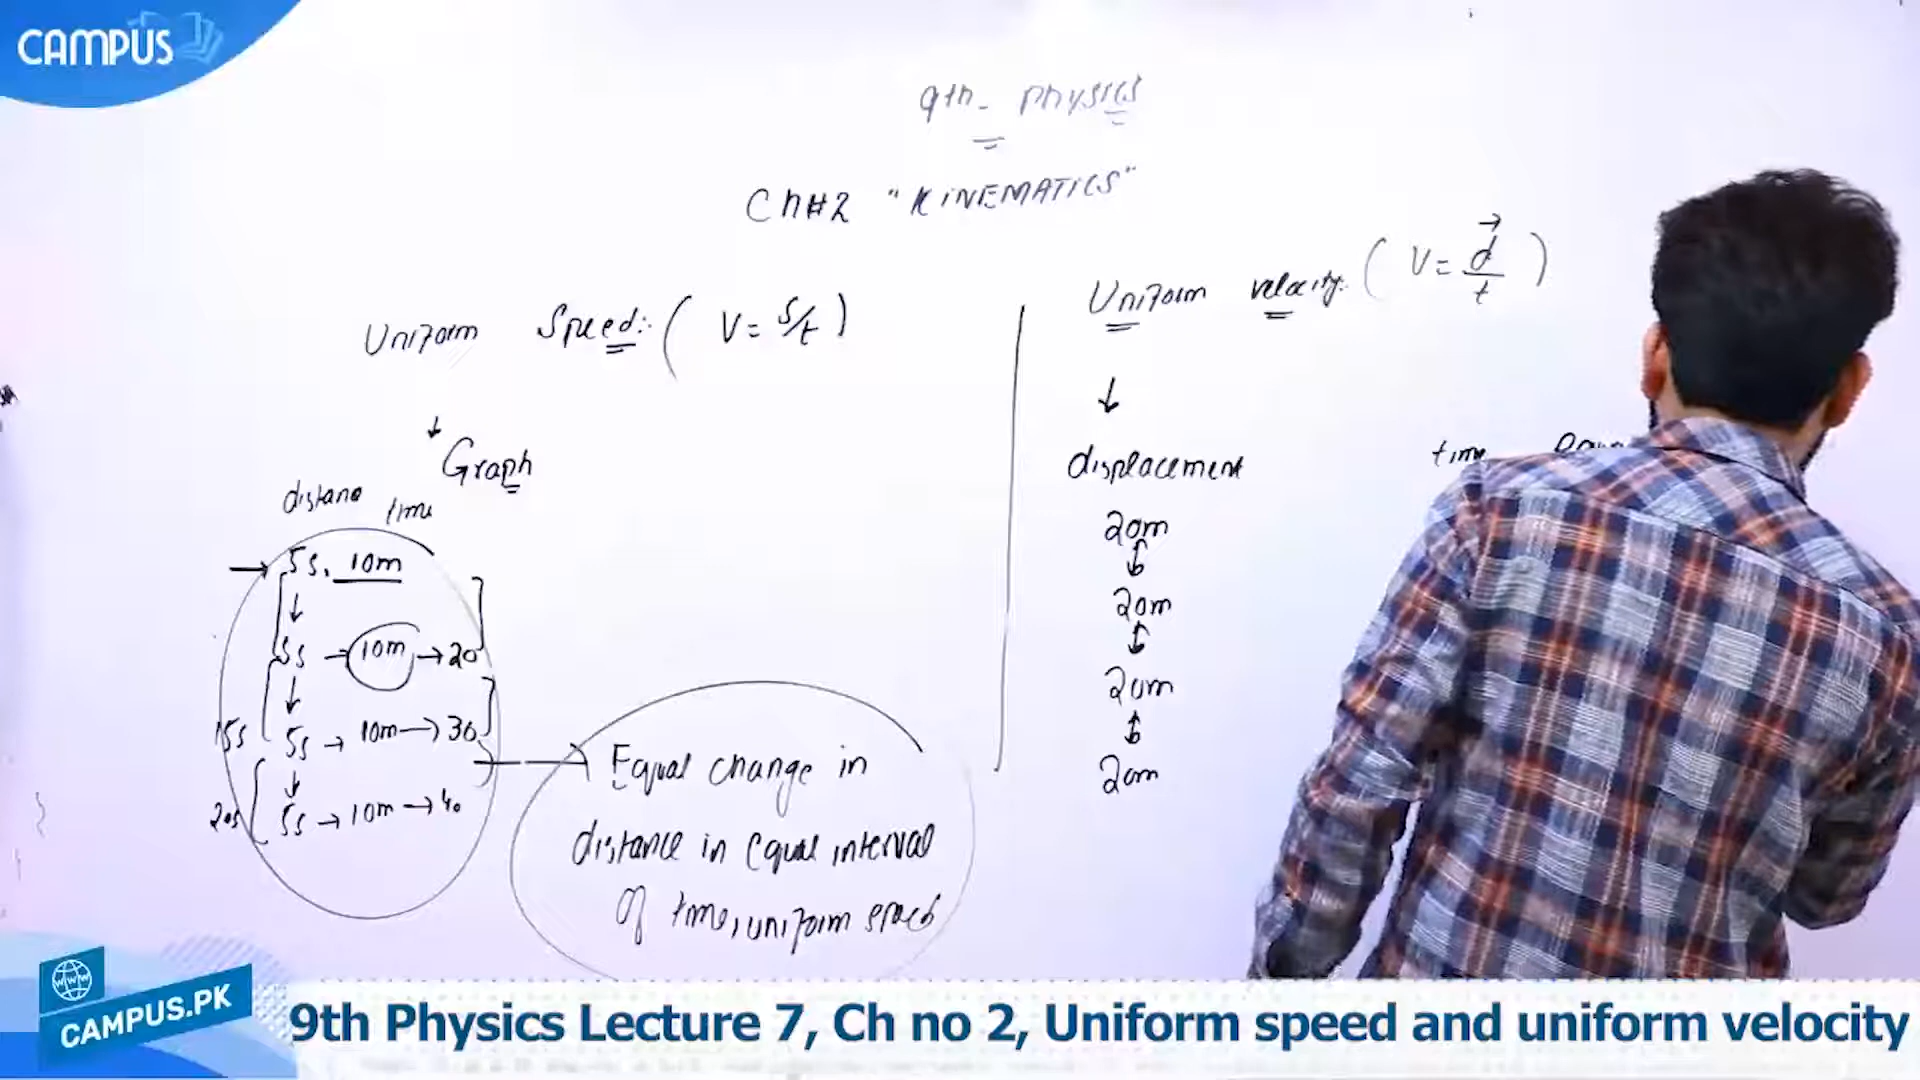 CAMPUS
9th- Physics
Ch#2 "KINEMATICS"
Uniform Speed:- ( V = S/t )
↓
Graph
distanc time
→ 5s, 10m
↓
5s → 10m → 20
↓
15s 5s → 10m → 30
↓
20s 5s → 10m → 40
→ Equal change in
distance in Equal interval
of time, uniform speed
Uniform velocity:- ( V = d/t )
↓
displacement time
20m
20m
20m
20m
WWW
CAMPUS.PK
9th Physics Lecture 7, Ch no 2, Uniform speed and uniform velocity